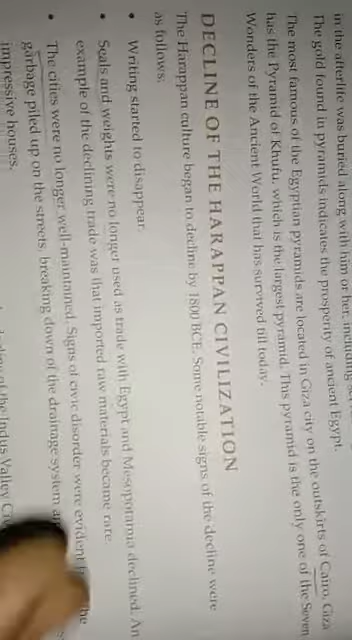 in the afterlife was buried along with him or her, including
The gold found in pyramids indicates the prosperity of ancient Egypt.
The most famous of the Egyptian pyramids are located in Giza city on the outskirts of Cairo. Giza
has the Pyramid of Khufu, which is the largest pyramid. This pyramid is the only one of the Seven
Wonders of the Ancient World that has survived till today.
DECLINE OF THE HARAPPAN CIVILIZATION
The Harappan culture began to decline by 1800 BCE. Some notable signs of the decline were
as follows:
• Writing started to disappear.
• Seals and weights were no longer used as trade with Egypt and Mesopotamia declined. An
example of the declining trade was that imported raw materials became rare.
• The cities were no longer well-maintained. Signs of civic disorder were evident
garbage piled up on the streets, breaking down of the drainage system
impressive houses.
of the Indus Valley